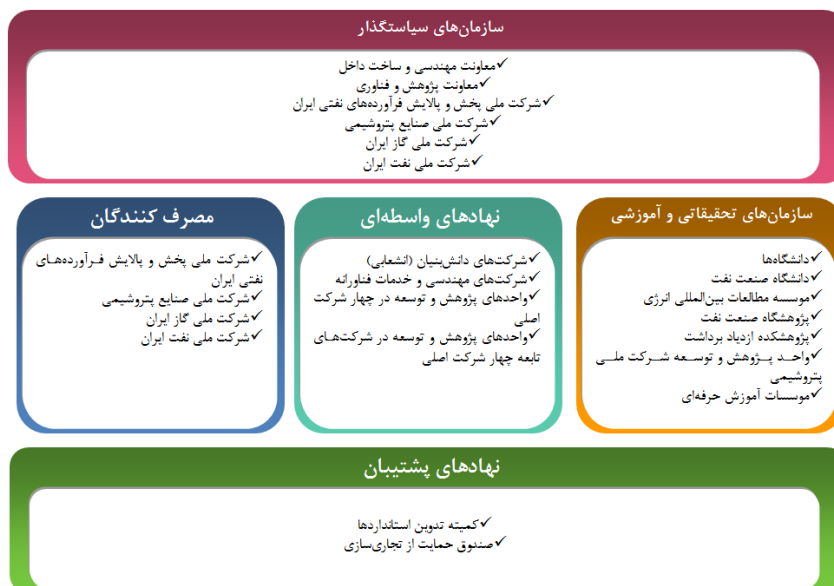 سازمان‌های سیاستگذار
✓معاونت مهندسی و ساخت داخل
✓معاونت پژوهش و فناوری
✓شرکت ملی پخش و پالایش فرآورده‌های نفتی ایران
✓شرکت ملی صنایع پتروشیمی
✓شرکت ملی گاز ایران
✓شرکت ملی نفت ایران
سازمان‌های تحقیقاتی و آموزشی
✓دانشگاه‌ها
✓دانشگاه صنعت نفت
✓موسسه مطالعات بین‌المللی انرژی
✓پژوهشگاه صنعت نفت
✓پژوهشکده ازدیاد برداشت
✓واحد پژوهش و توسعه شرکت ملی
پتروشیمی
✓موسسات آموزش حرفه‌ای
نهادهای واسطه‌ای
✓شرکت‌های دانش‌بنیان (انشعابی)
✓شرکت‌های مهندسی و خدمات فناورانه
✓واحدهای پژوهش و توسعه در چهار شرکت
اصلی
✓واحدهای پژوهش و توسعه در شرکت‌های
تابعه چهار شرکت اصلی
مصرف کنندگان
✓شرکت ملی پخش و پالایش فرآورده‌های
نفتی ایران
✓شرکت ملی صنایع پتروشیمی
✓شرکت ملی گاز ایران
✓شرکت ملی نفت ایران
نهادهای پشتیبان
✓کمیته تدوین استانداردها
✓صندوق حمایت از تجاری‌سازی